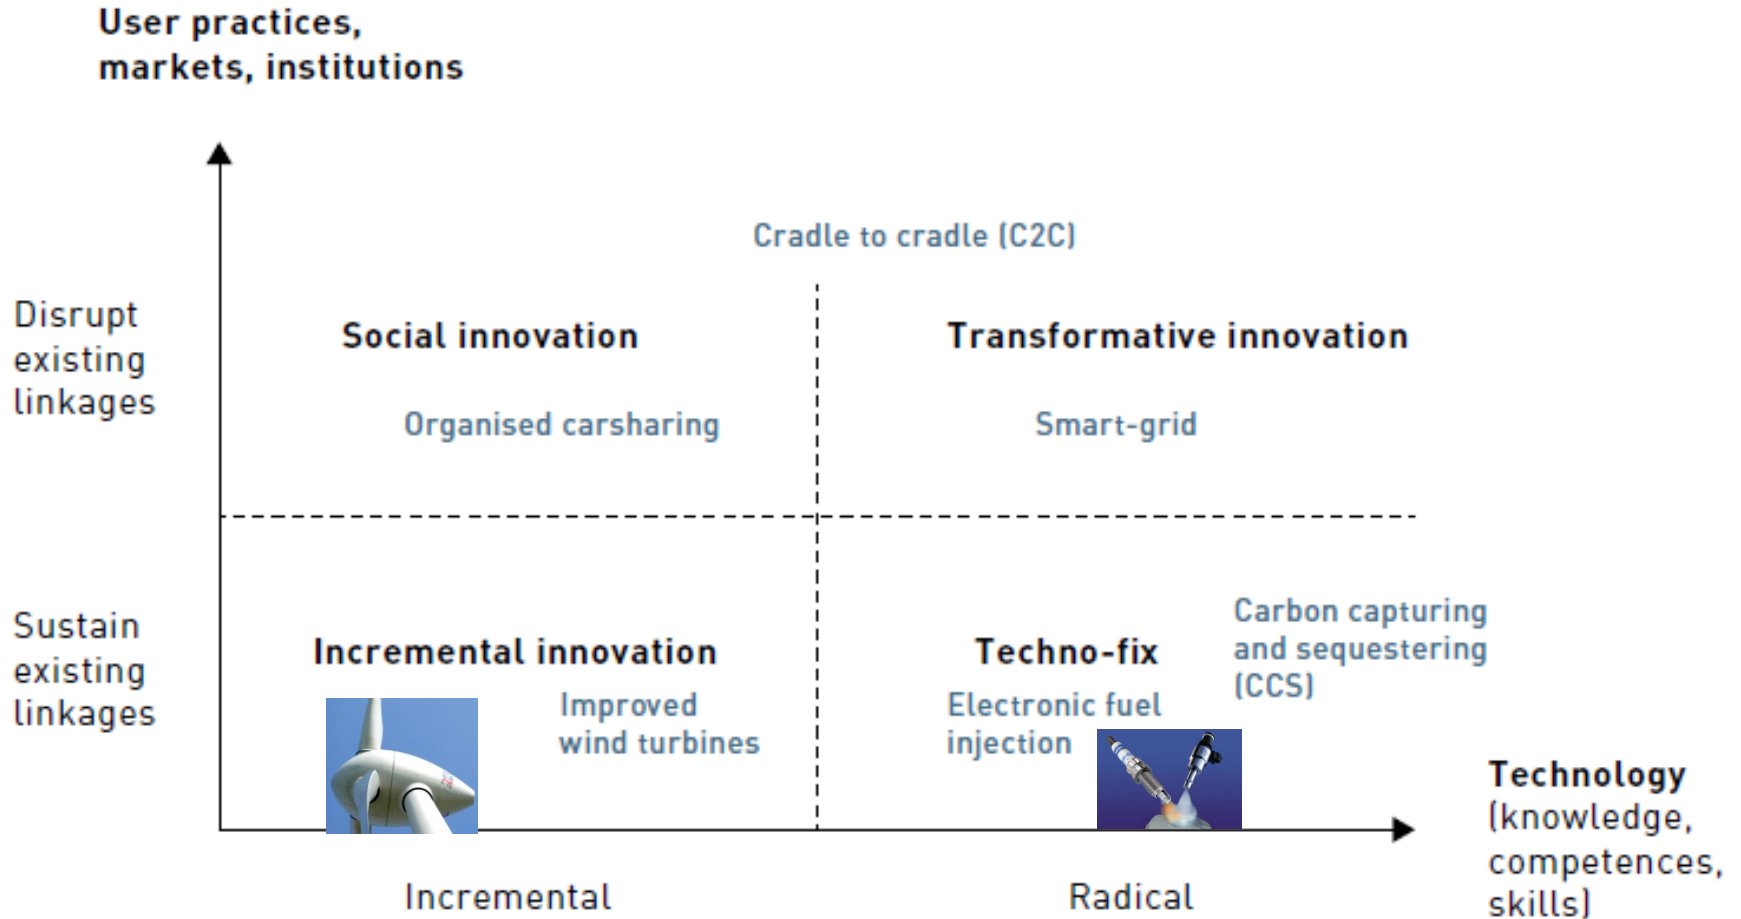 User practices,
markets, institutions
Cradle to cradle (C2C)
Disrupt
existing
linkages
Social innovation
Transformative innovation
Organised carsharing
Smart-grid
Sustain
existing
linkages
Incremental innovation
Improved
wind turbines
Techno-fix
Electronic fuel
injection
Carbon capturing
and sequestering
(CCS)
Technology
(knowledge,
competences,
skills)
Incremental
Radical